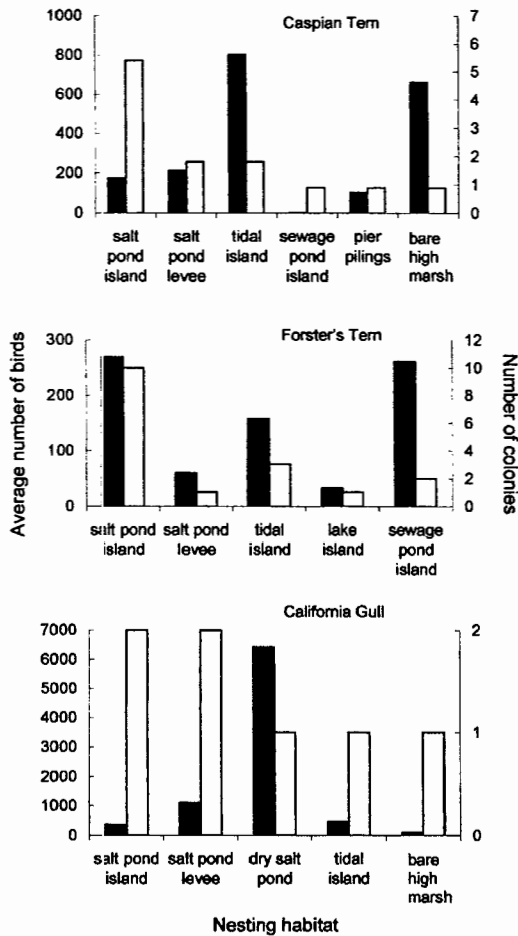 Caspian Tern
1000
800
600
400
200
0
7
6
5
4
3
2
1
0
salt pond island
salt pond levee
tidal island
sewage pond island
pier pilings
bare high marsh
Average number of birds
Number of colonies
Forster's Tern
300
200
100
0
12
10
8
6
4
2
0
salt pond island
salt pond levee
tidal island
lake island
sewage pond island
California Gull
7000
6000
5000
4000
3000
2000
1000
0
2
1
0
salt pond island
salt pond levee
dry salt pond
tidal island
bare high marsh
Nesting habitat